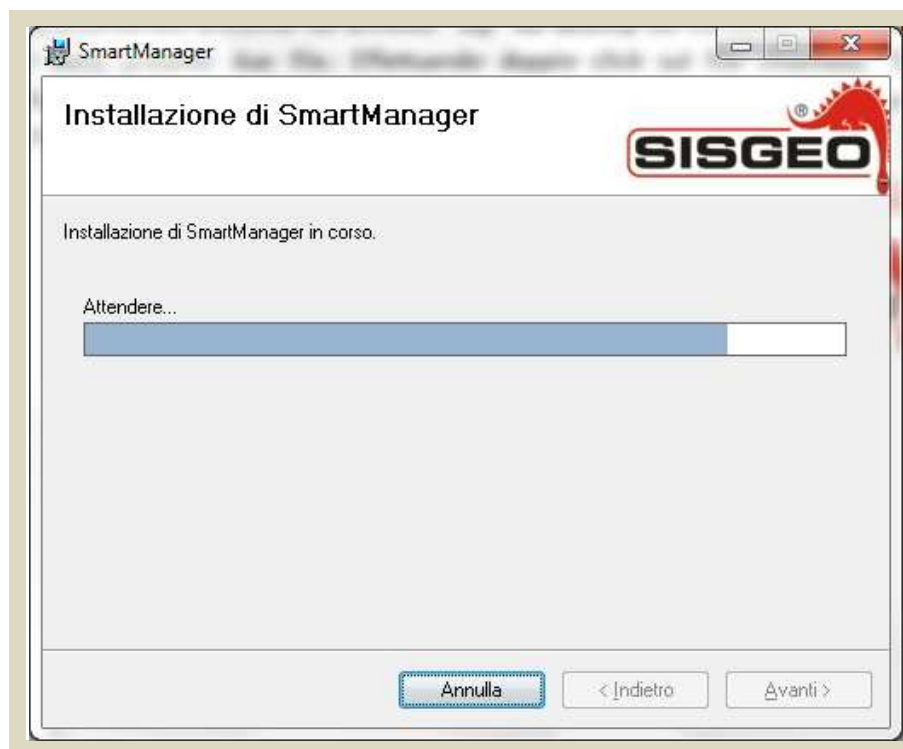 SmartManager
Installazione di SmartManager
SISGEO
®
Installazione di SmartManager in corso.
Attendere...
Annulla
< Indietro
Avanti >